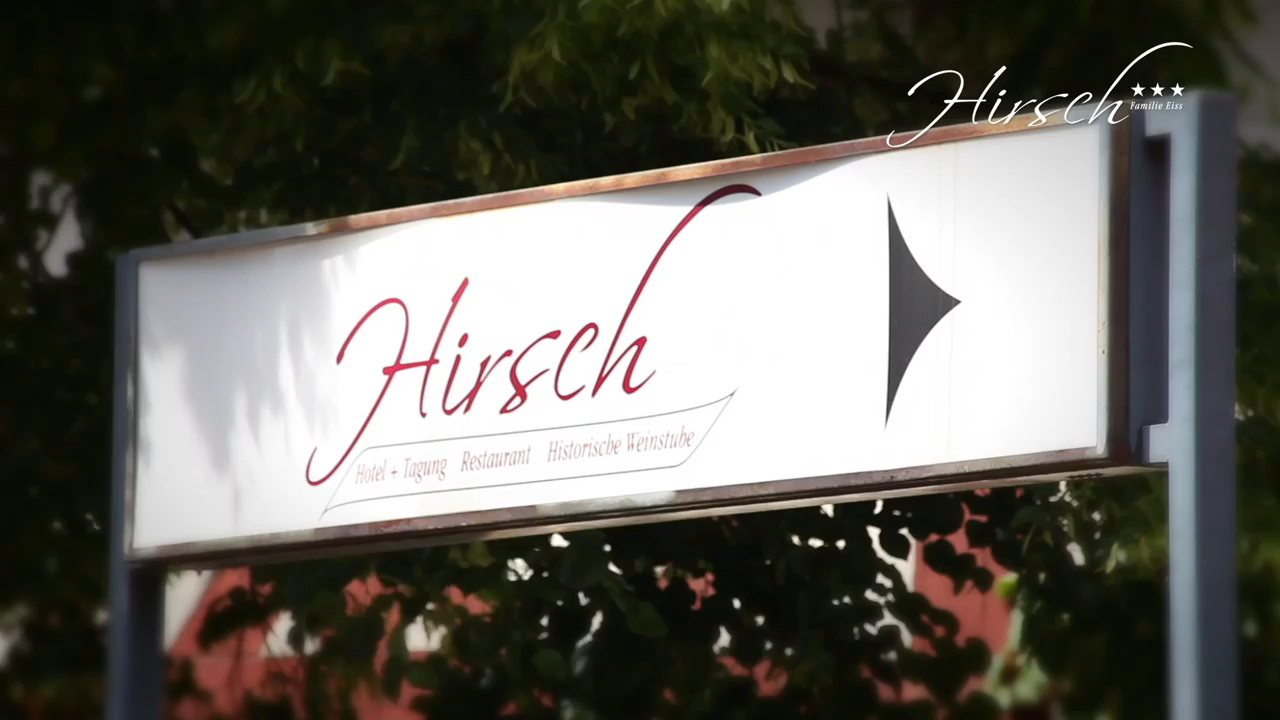 Hirsch
★★★
Familie Eiss
Hirsch
Hotel + Tagung Restaurant Historische Weinstube